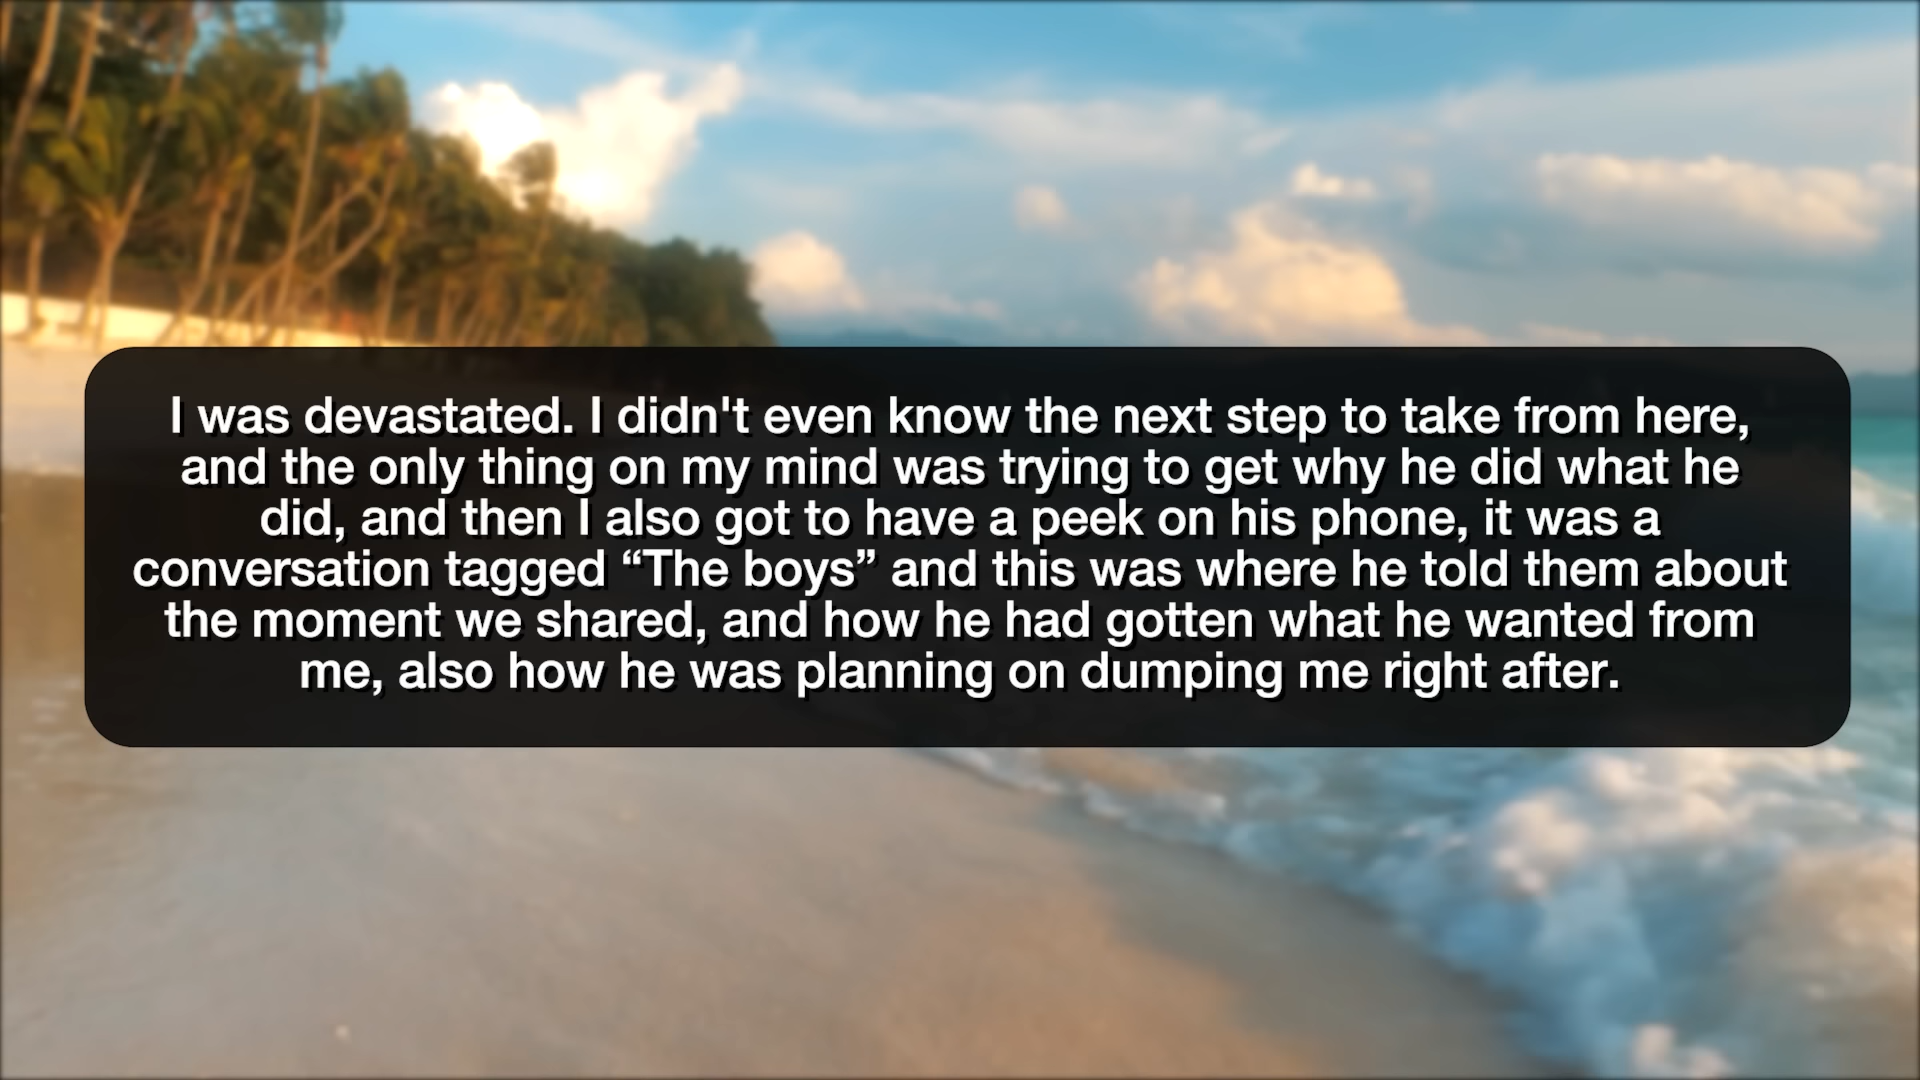 I was devastated. I didn't even know the next step to take from here,
and the only thing on my mind was trying to get why he did what he
did, and then I also got to have a peek on his phone, it was a
conversation tagged “The boys” and this was where he told them about
the moment we shared, and how he had gotten what he wanted from
me, also how he was planning on dumping me right after.